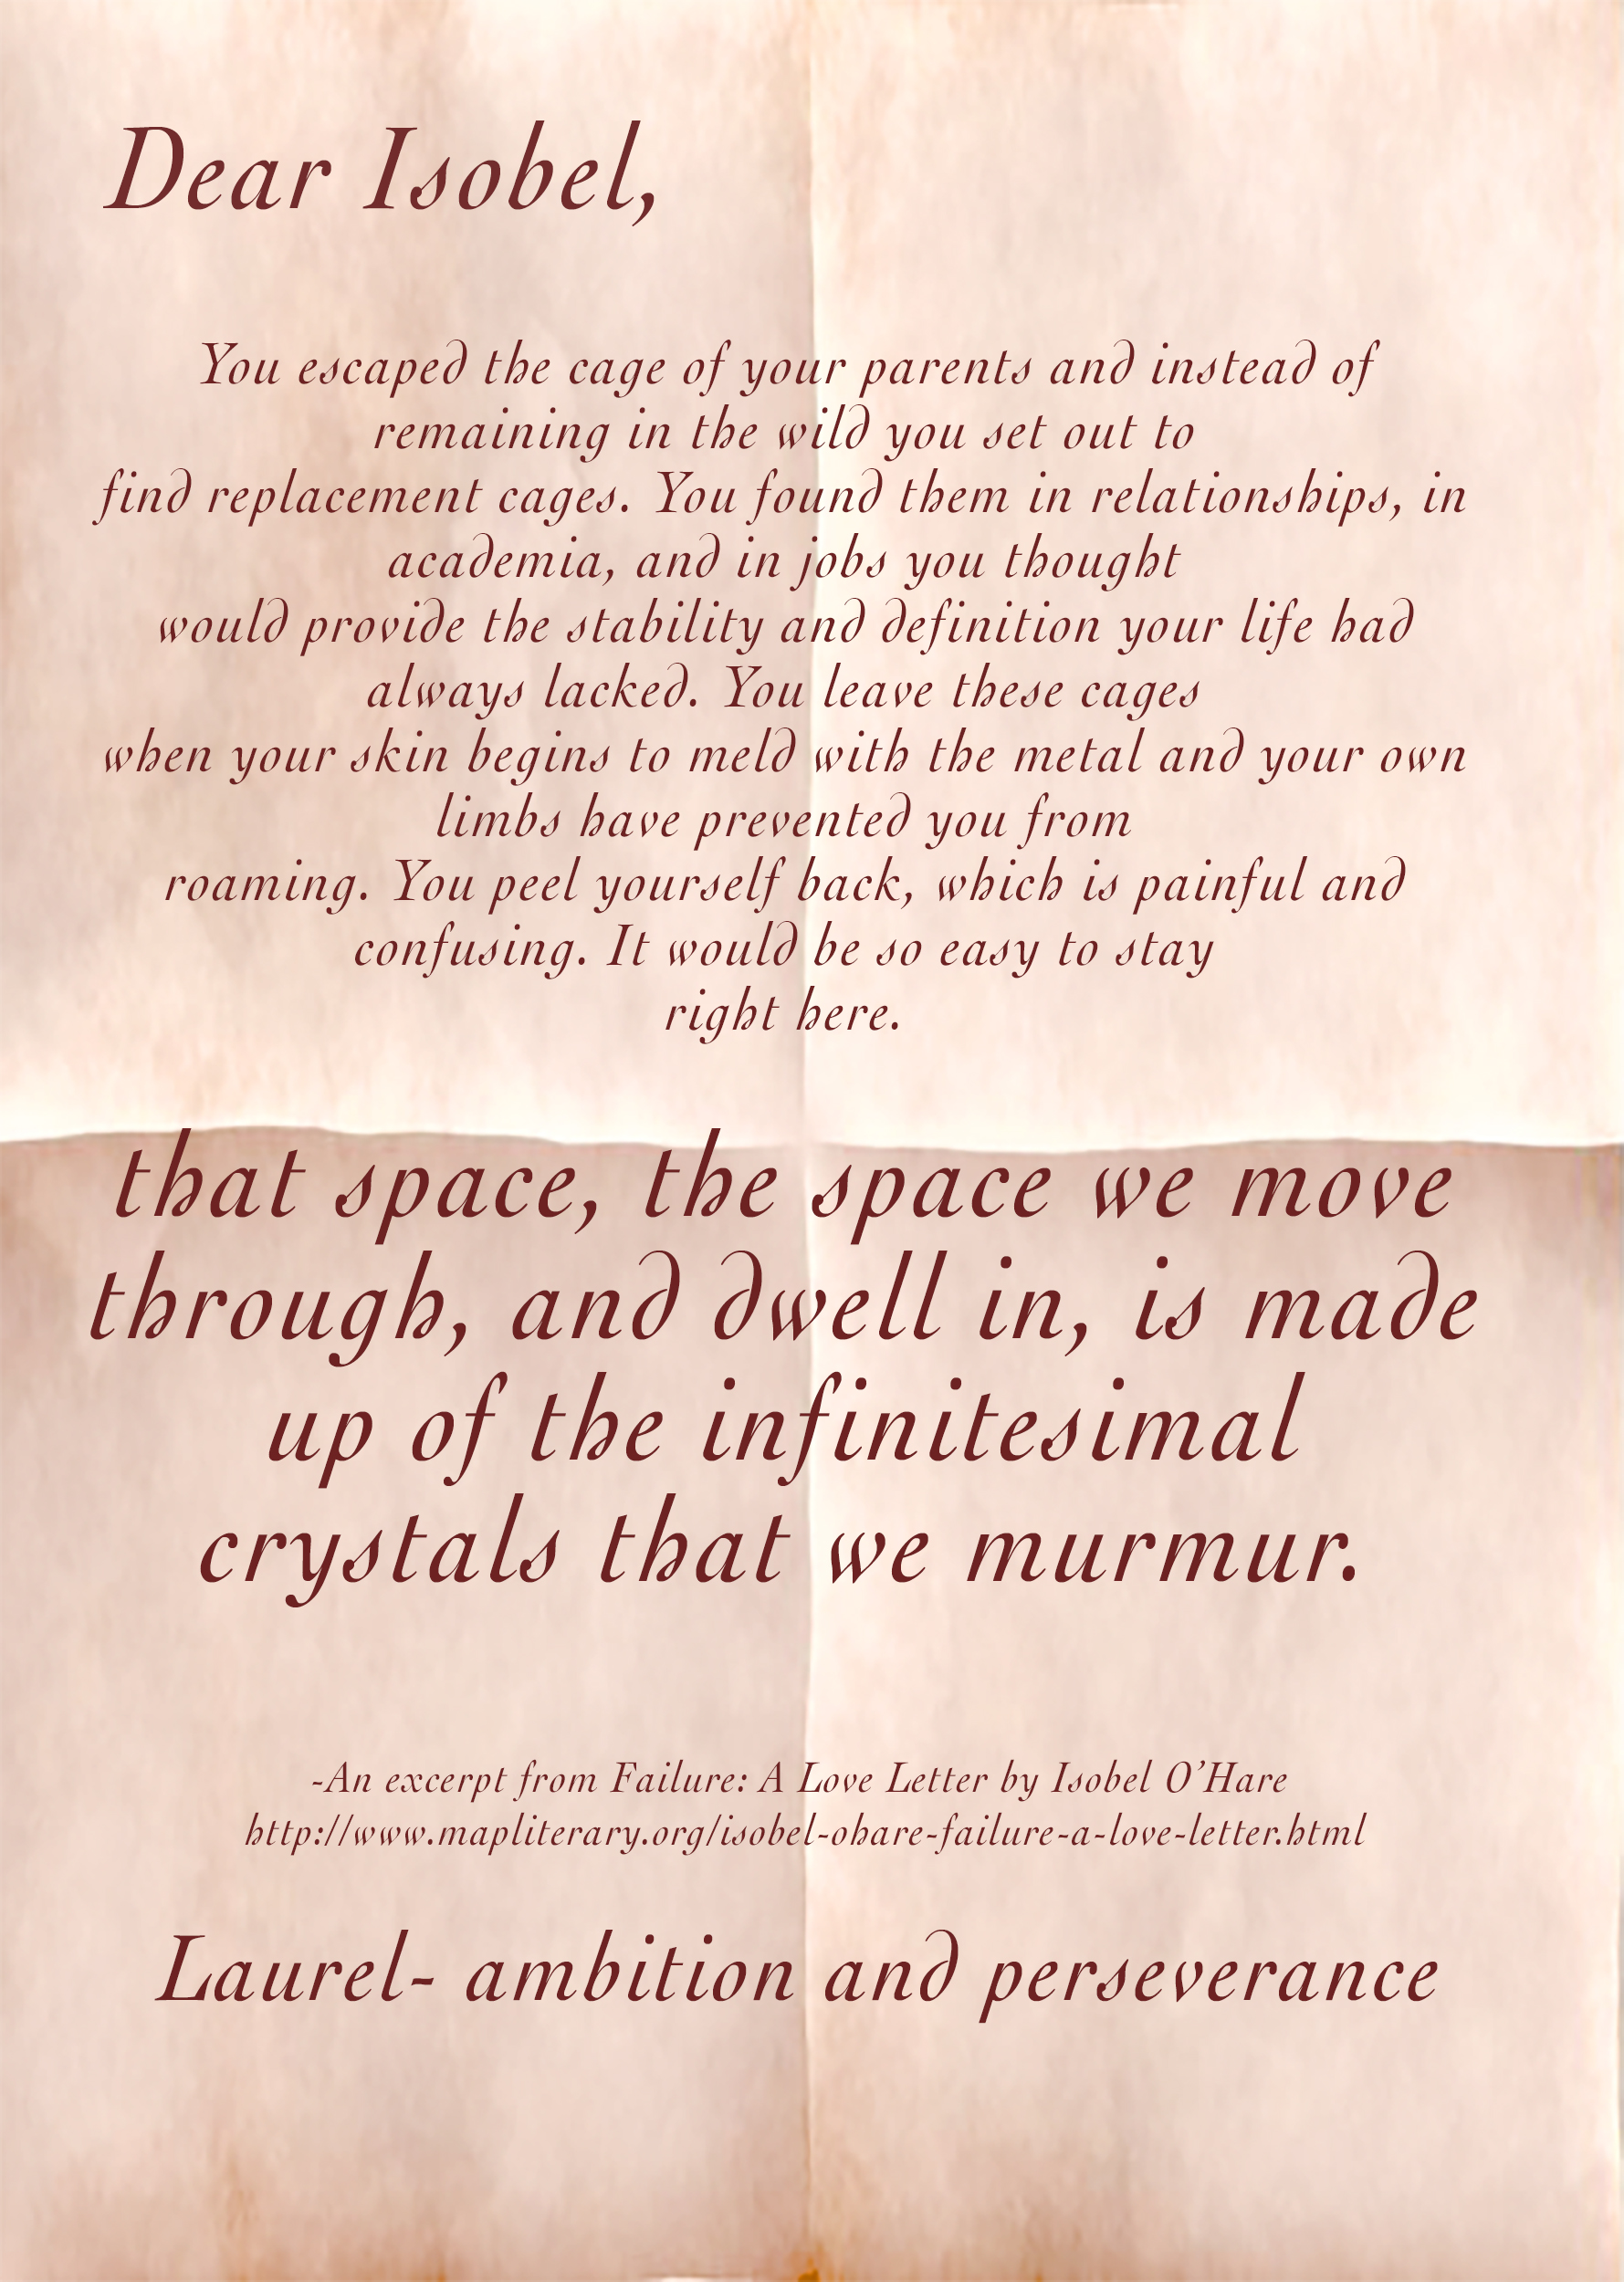 Dear Isobel,
You escaped the cage of your parents and instead of
remaining in the wild you set out to
find replacement cages. You found them in relationships, in
academia, and in jobs you thought
would provide the stability and definition your life had
always lacked. You leave these cages
when your skin begins to meld with the metal and your own
limbs have prevented you from
roaming. You peel yourself back, which is painful and
confusing. It would be so easy to stay
right here.
that space, the space we move
through, and dwell in, is made
up of the infinitesimal
crystals that we murmur.
-An excerpt from Failure: A Love Letter by Isobel O’Hare
http://www.mapliterary.org/isobel-ohare-failure-a-love-letter.html
Laurel- ambition and perseverance